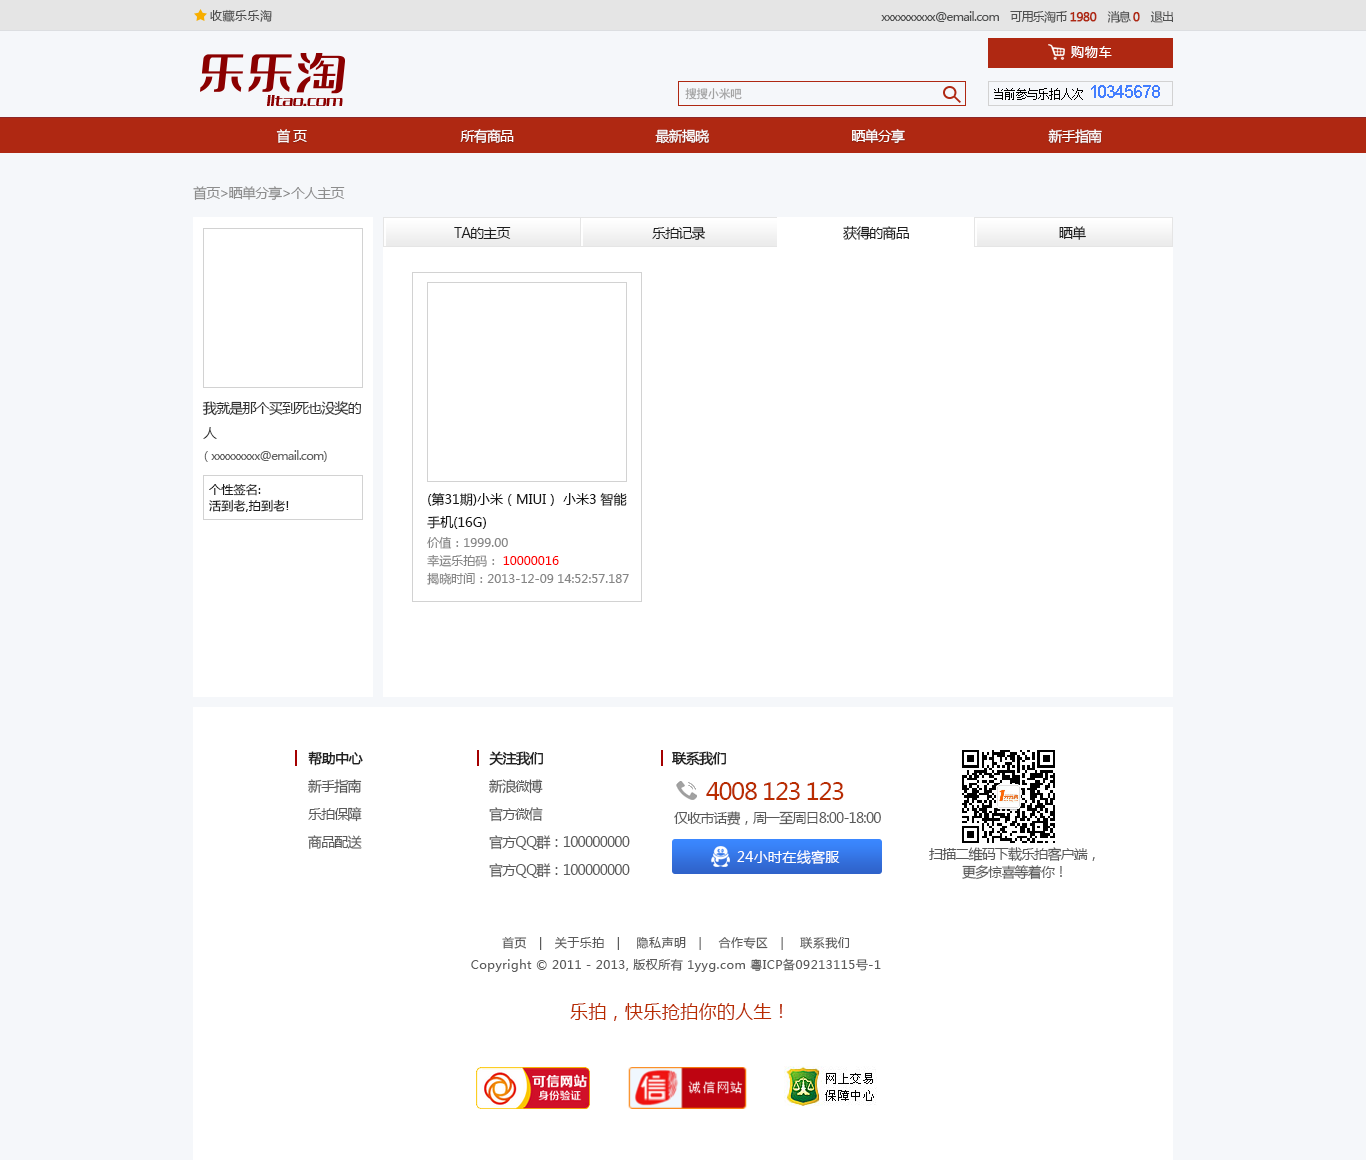 收藏乐乐淘
xxxxxxxxxx@email.com 可用乐淘币 1980 消息 0 退出
乐乐淘
lltao.com
购物车
搜搜小米吧
当前参与乐拍人次 10345678
首 页 所有商品 最新揭晓 晒单分享 新手指南
首页>晒单分享>个人主页
TA的主页 乐拍记录 获得的商品 晒单
我就是那个买到死也没奖的
人
( xxxxxxxxx@email.com)
个性签名:
活到老,拍到老!
(第31期)小米（MIUI） 小米3 智能
手机(16G)
价值：1999.00
幸运乐拍码： 10000016
揭晓时间：2013-12-09 14:52:57.187
帮助中心
新手指南
乐拍保障
商品配送
关注我们
新浪微博
官方微信
官方QQ群：100000000
官方QQ群：100000000
联系我们
4008 123 123
仅收市话费，周一至周日8:00-18:00
24小时在线客服
扫描二维码下载乐拍客户端，
更多惊喜等着你！
首页 | 关于乐拍 | 隐私声明 | 合作专区 | 联系我们
Copyright © 2011 - 2013, 版权所有 1yyg.com 粤ICP备09213115号-1
乐拍，快乐抢拍你的人生！
可信网站
身份验证
信 诚信网站
网上交易
保障中心